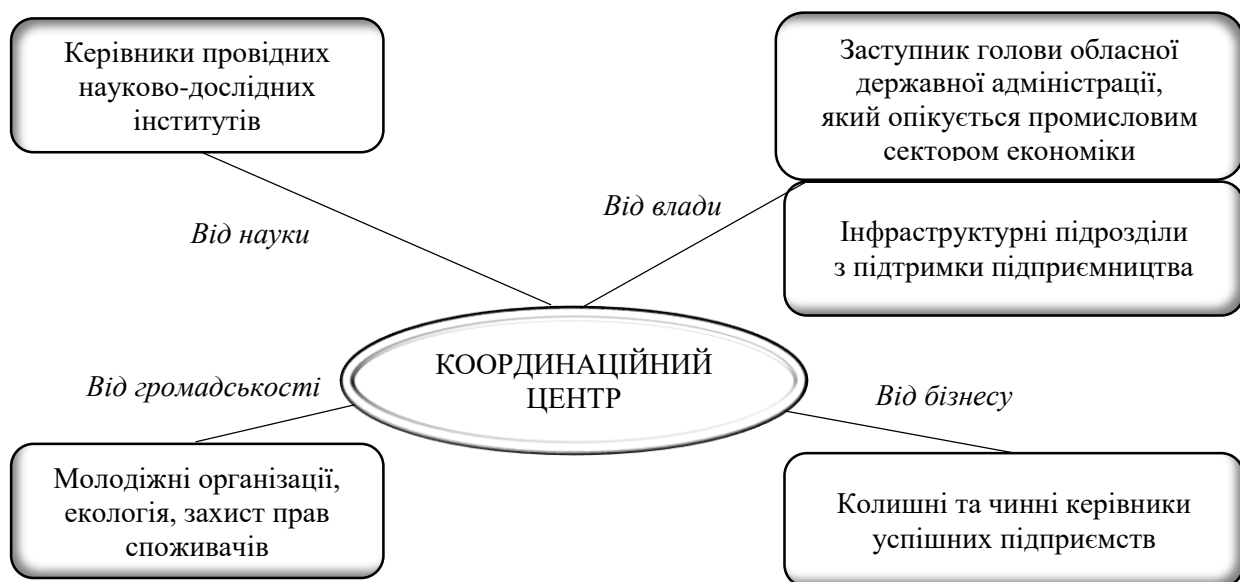 Керівники провідних
науково-дослідних
інститутів
Заступник голови обласної
державної адміністрації,
який опікується промисловим
сектором економіки
Від влади
Від науки
Інфраструктурні підрозділи
з підтримки підприємництва
КООРДИНАЦІЙНИЙ
ЦЕНТР
Від громадськості
Від бізнесу
Молодіжні організації,
екологія, захист прав
споживачів
Колишні та чинні керівники
успішних підприємств